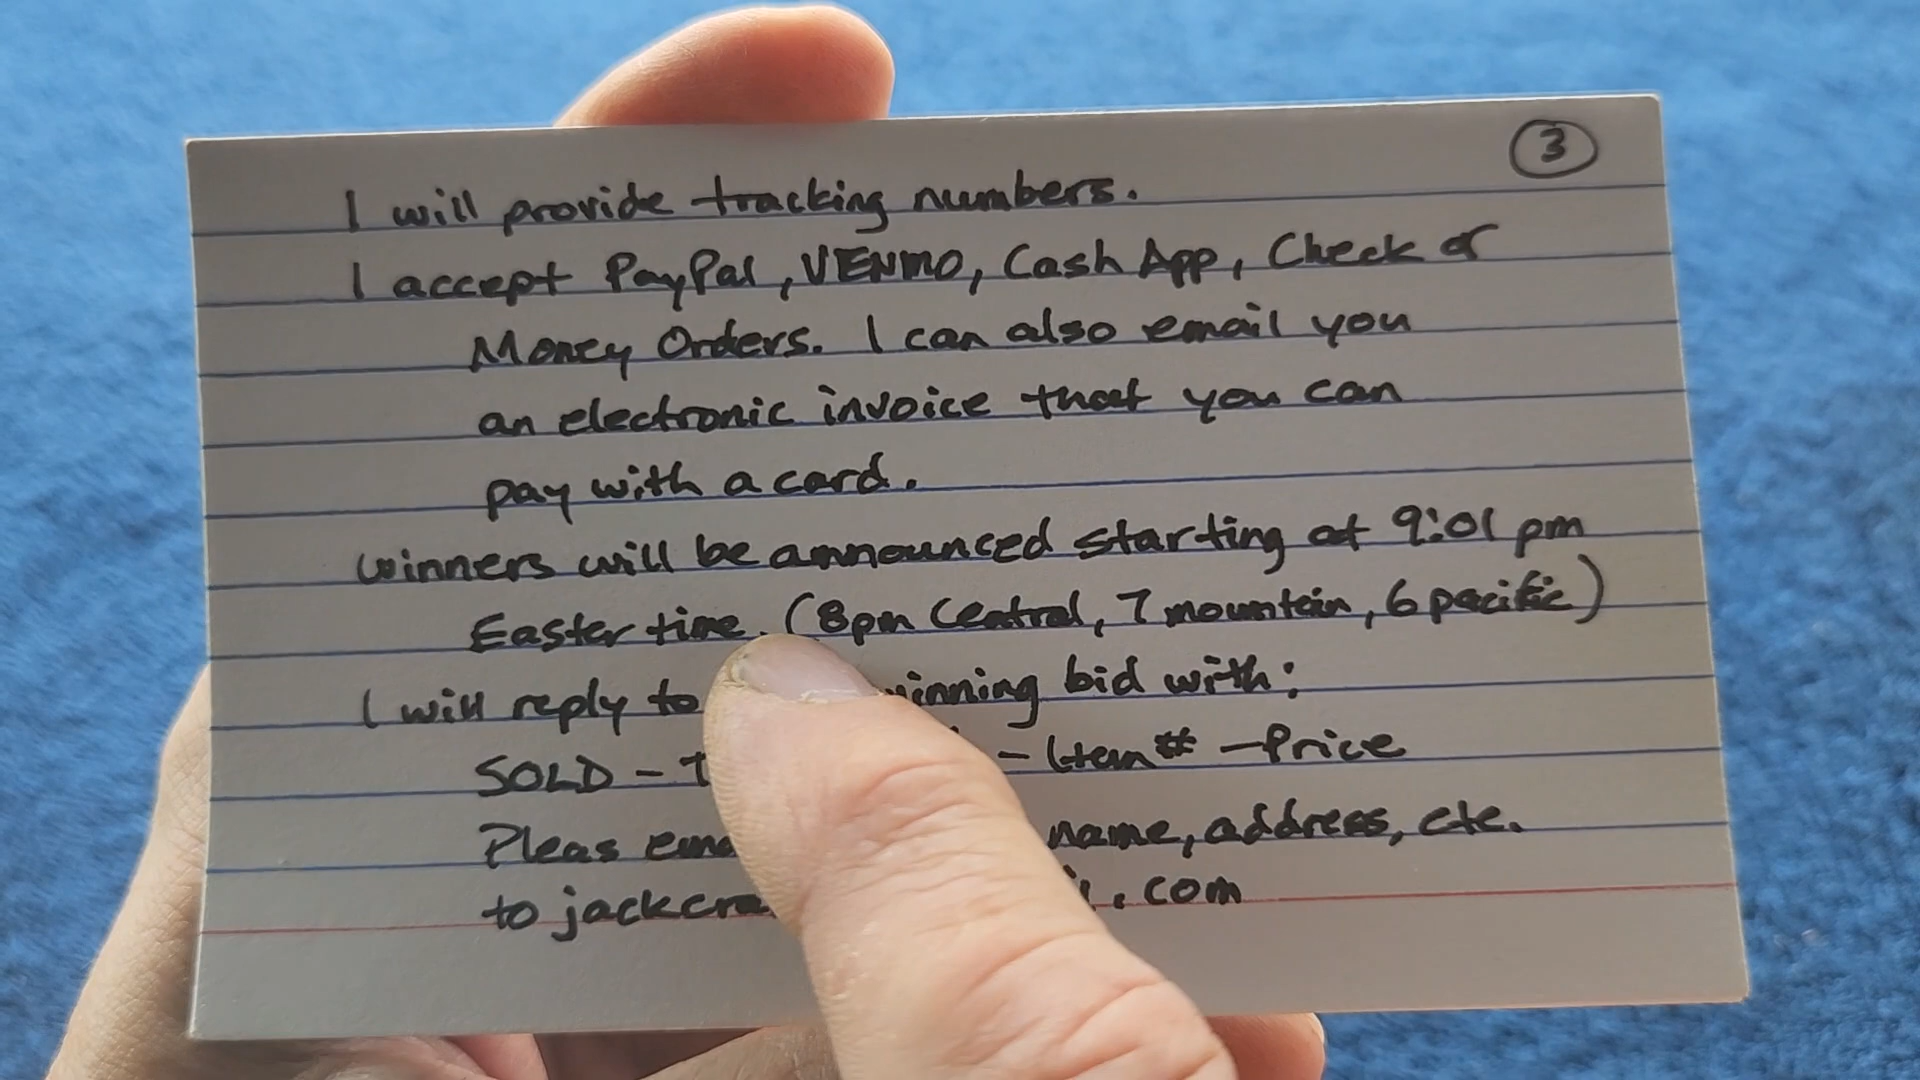 3
I will provide tracking numbers.
I accept PayPal, VENMO, Cash App, Check or
Money Orders. I can also email you
an electronic invoice that you can
pay with a card.
winners will be announced starting at 9:01 pm
Easter time. (8pm Central, 7 mountain, 6 pacific)
I will reply to bid with:
SOLD - - Item # - Price
Pleas name, address, etc.
to .com